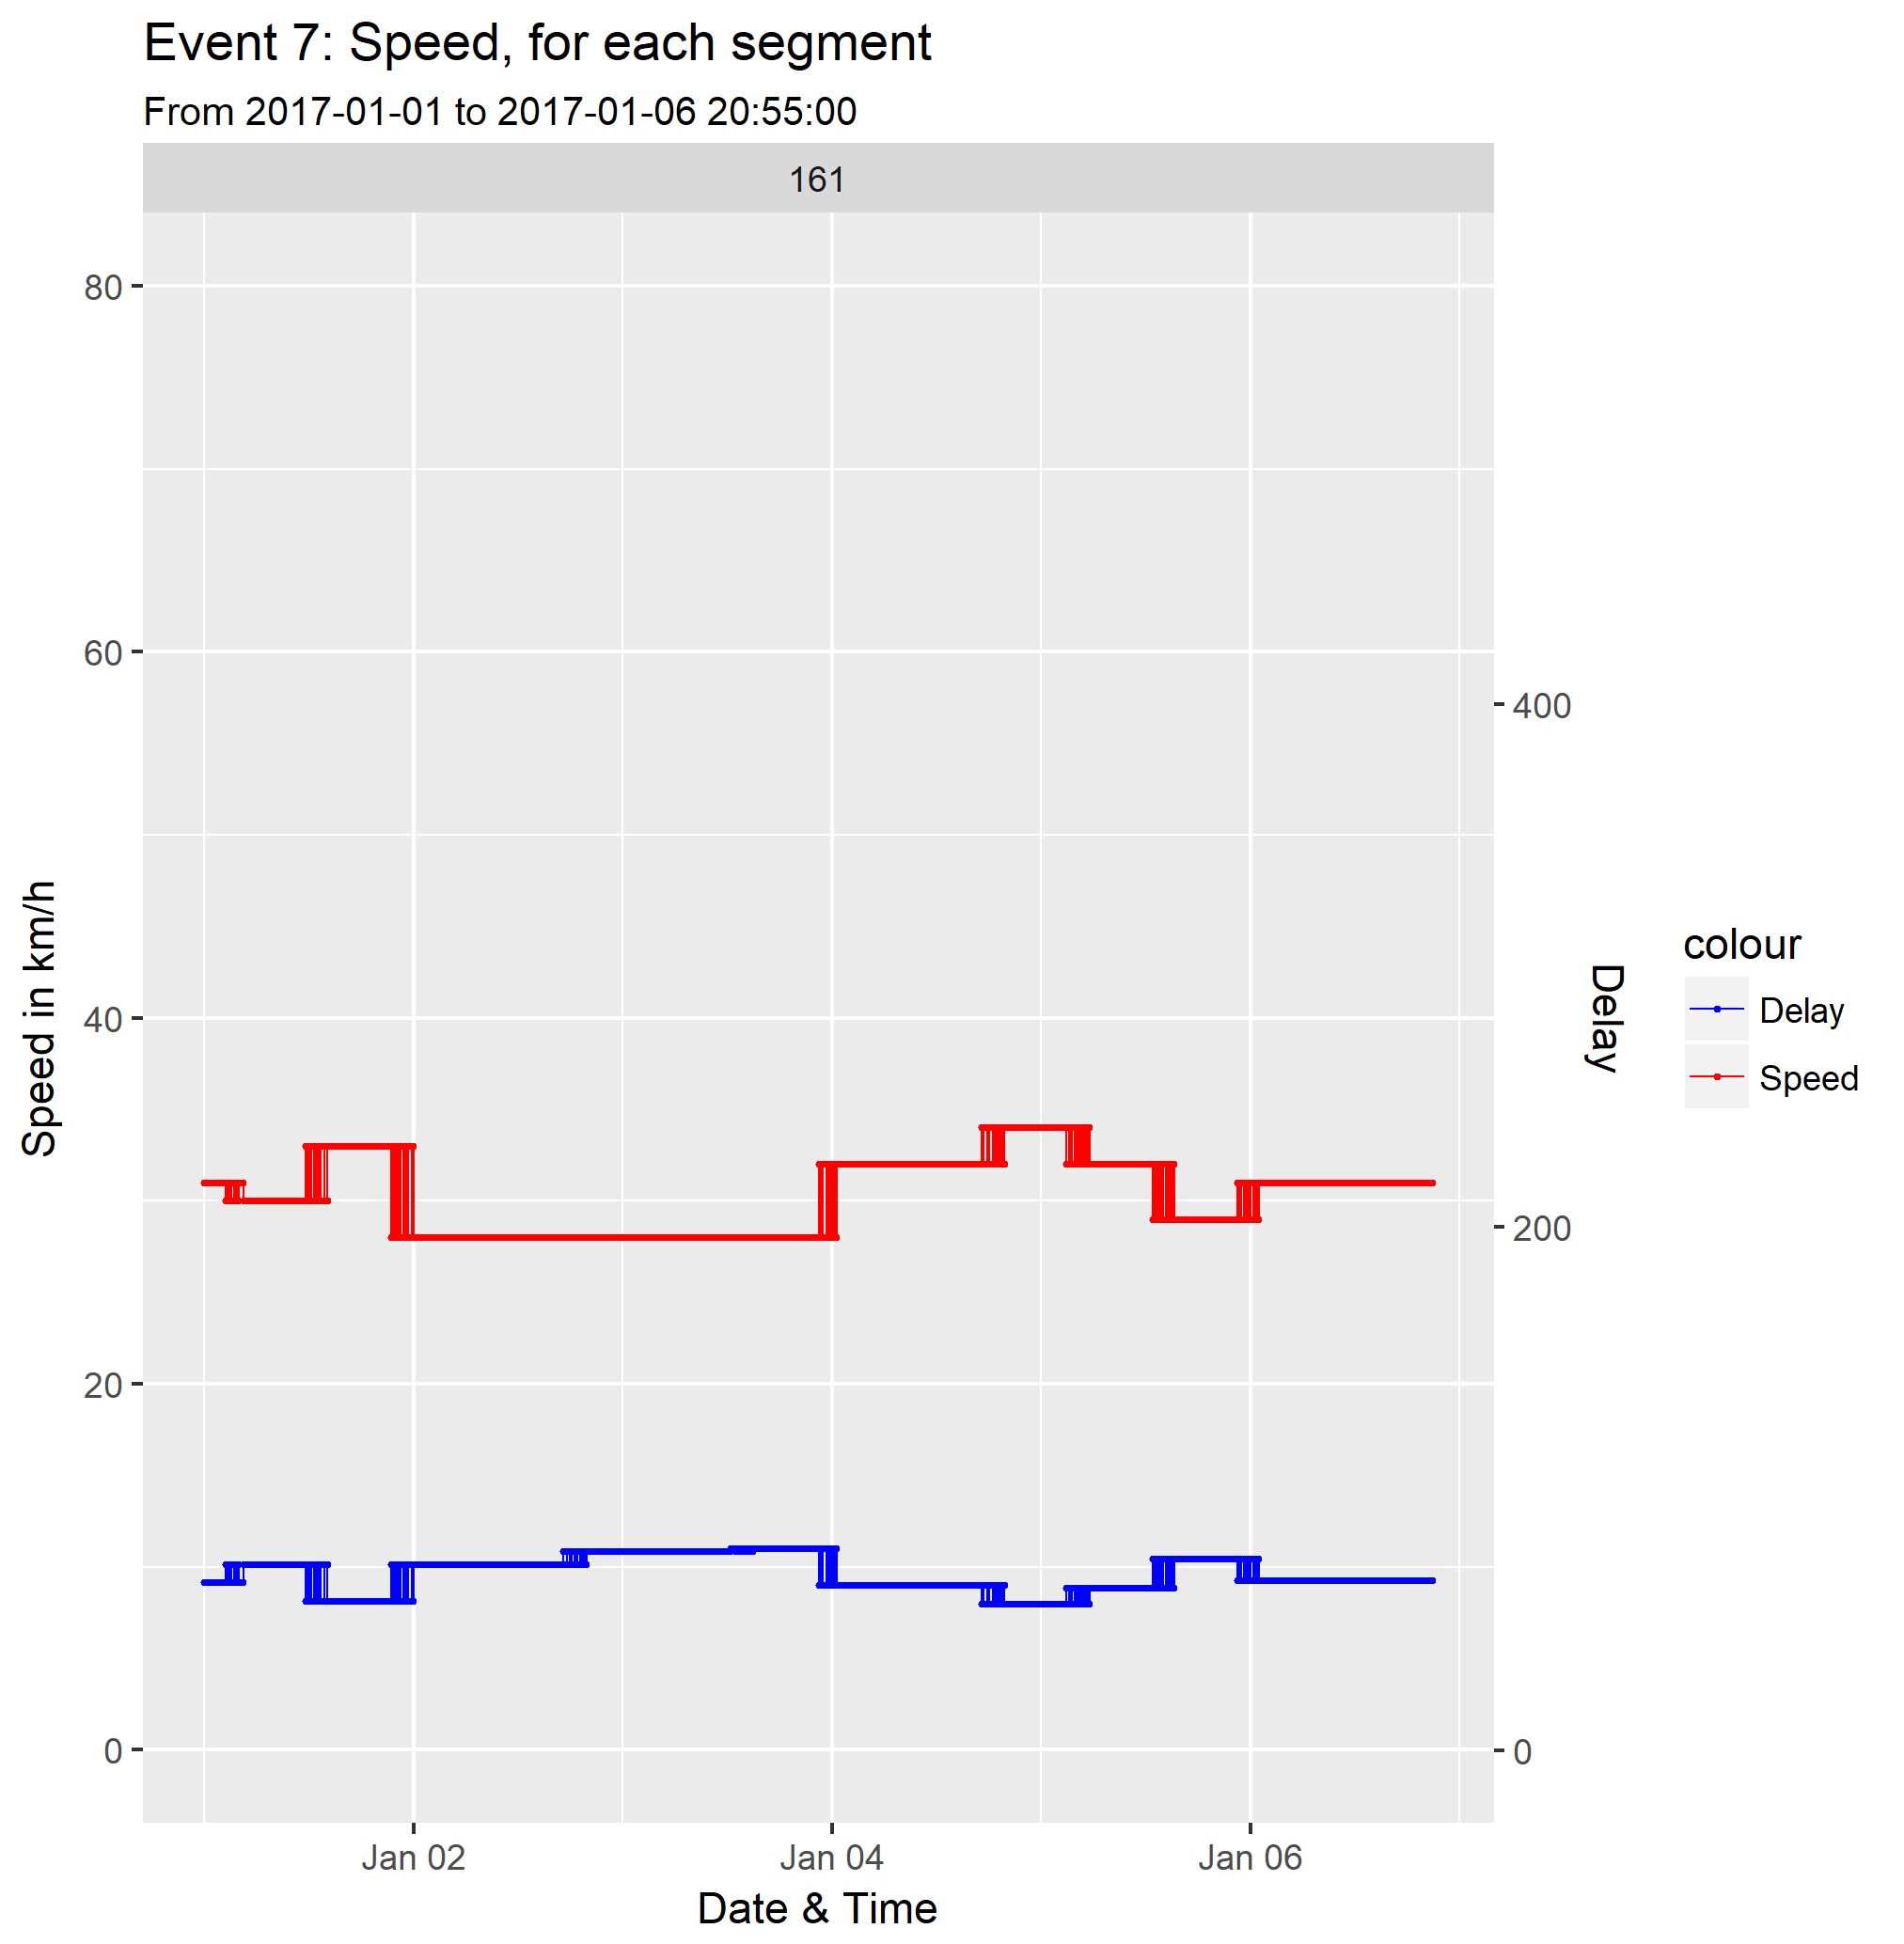 Event 7: Speed, for each segment
From 2017-01-01 to 2017-01-06 20:55:00
161
80
60
40
20
0
Speed in km/h
400
200
0
Delay
colour
Delay
Speed
Jan 02
Jan 04
Jan 06
Date & Time